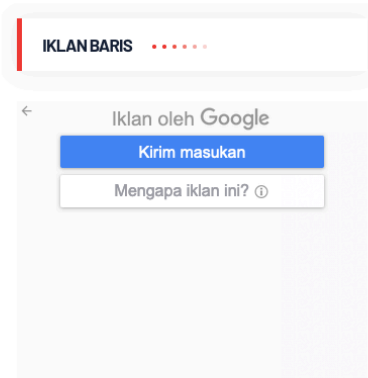 IKLAN BARIS
Iklan oleh Google
Kirim masukan
Mengapa iklan ini?